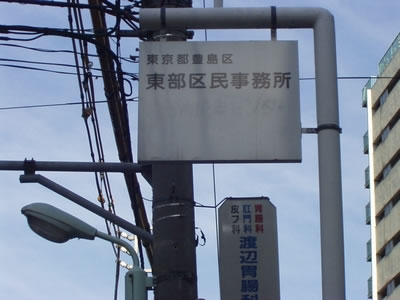 東京都豊島区
東部区民事務所
胃腸科
肛門科
皮フ科
渡辺胃腸科